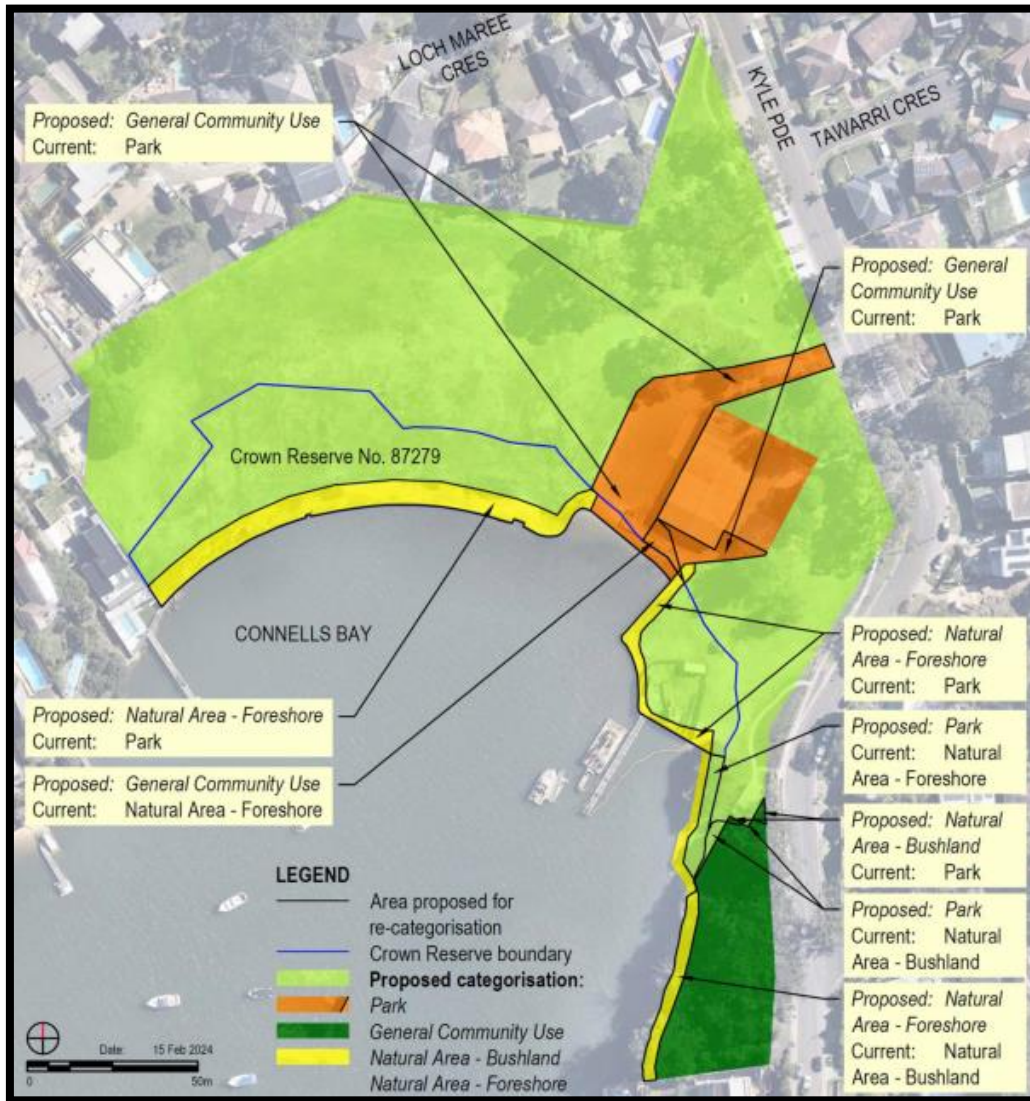 LOCH MAREE
CRES
KYLE PDE
TAWARRI CRES
Proposed: General Community Use
Current: Park
Proposed: General
Community Use
Current: Park
Crown Reserve No. 87279
CONNELLS BAY
Proposed: Natural
Area - Foreshore
Current: Park
Proposed: Natural Area - Foreshore
Current: Park
Proposed: General Community Use
Current: Natural Area - Foreshore
Proposed: Park
Current: Natural
Area - Foreshore
Proposed: Natural
Area - Bushland
Current: Park
Proposed: Park
Current: Natural
Area - Bushland
Proposed: Natural
Area - Foreshore
Current: Natural
Area - Bushland
LEGEND
Area proposed for
re-categorisation
Crown Reserve boundary
Proposed categorisation:
Park
General Community Use
Natural Area - Bushland
Natural Area - Foreshore
Date: 15 Feb 2024
0 50m